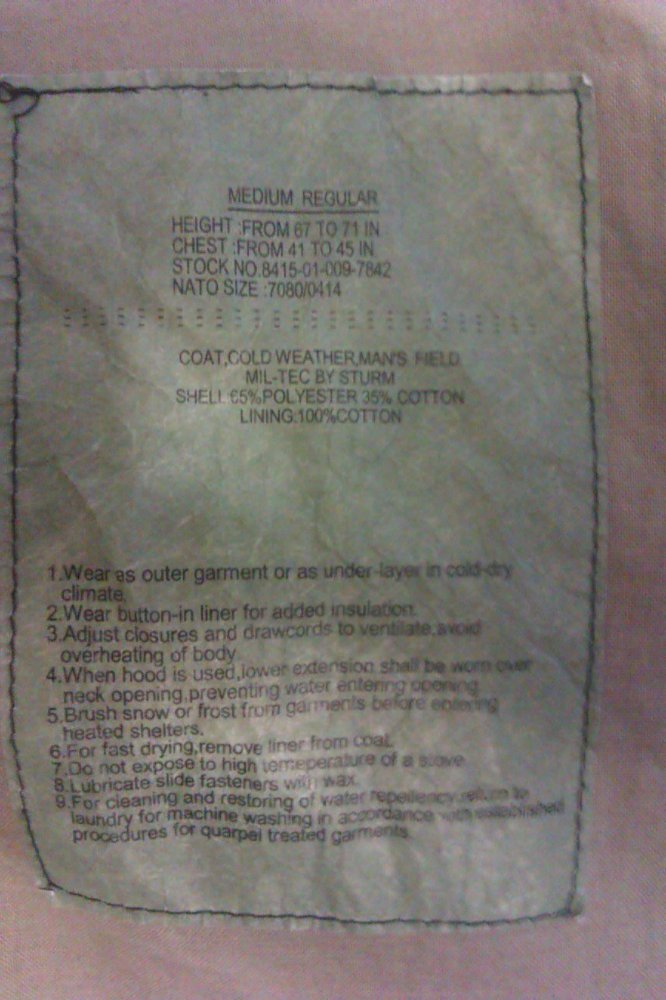 MEDIUM REGULAR
HEIGHT :FROM 67 TO 71 IN
CHEST :FROM 41 TO 45 IN
STOCK NO.8415-01-009-7842
NATO SIZE :7080/0414
COAT,COLD WEATHER,MAN'S FIELD
MIL-TEC BY STURM
SHELL:65%POLYESTER 35% COTTON
LINING:100%COTTON
1.Wear as outer garment or as under-layer in cold-dry
climate.
2.Wear button-in liner for added insulation.
3.Adjust closures and drawcords to ventilate,avoid
overheating of body.
4.When hood is used,lower extension shall be worn over
neck opening,preventing water entering opening.
5.Brush snow or frost from garments before entering
heated shelters.
6.For fast drying,remove liner from coat.
7.Do not expose to high temeperature of a stove
8.Lubricate slide fasteners with wax.
9.For cleaning and restoring of water repellency,return to
laundry for machine washing in accordance with established
procedures for quarpel treated garments.